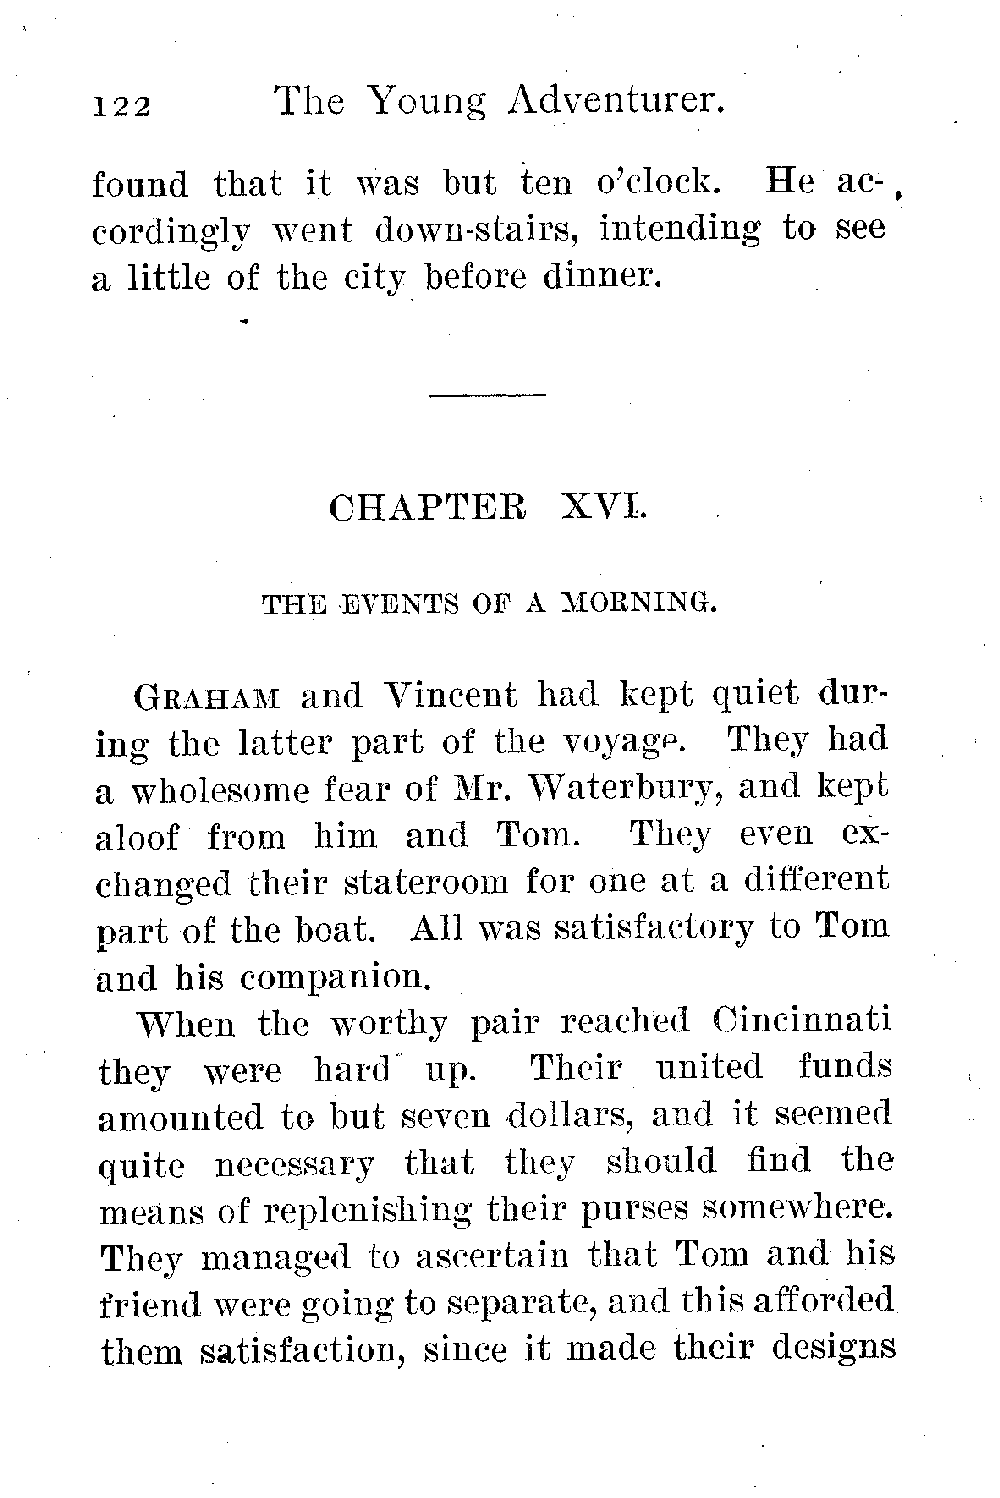 122 The Young Adventurer.
found that it was but ten o'clock. He ac-
cordingly went down-stairs, intending to see
a little of the city before dinner.
CHAPTER XVI.
THE EVENTS OF A MORNING.
GRAHAM and Vincent had kept quiet dur-
ing the latter part of the voyage. They had
a wholesome fear of Mr. Waterbury, and kept
aloof from him and Tom. They even ex-
changed their stateroom for one at a different
part of the boat. All was satisfactory to Tom
and his companion.
When the worthy pair reached Cincinnati
they were hard up. Their united funds
amounted to but seven dollars, and it seemed
quite necessary that they should find the
means of replenishing their purses somewhere.
They managed to ascertain that Tom and his
friend were going to separate, and this afforded
them satisfaction, since it made their designs